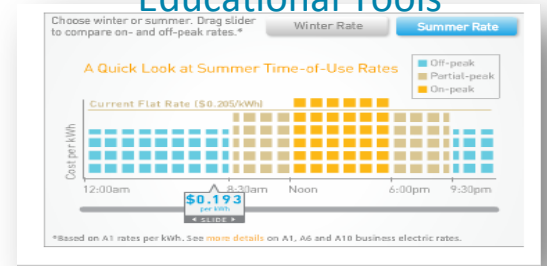 Educational Tools
Choose winter or summer. Drag slider
to compare on- and off-peak rates.*
Winter Rate
Summer Rate
A Quick Look at Summer Time-of-Use Rates
Off-peak
Partial-peak
On-peak
Current Flat Rate ($0.205/kWh)
Cost per kWh
12:00am
8:30am
Noon
6:00pm
9:30pm
$0.193
per kWh
◄ SLIDE ►
*Based on A1 rates per kWh. See more details on A1, A6 and A10 business electric rates.